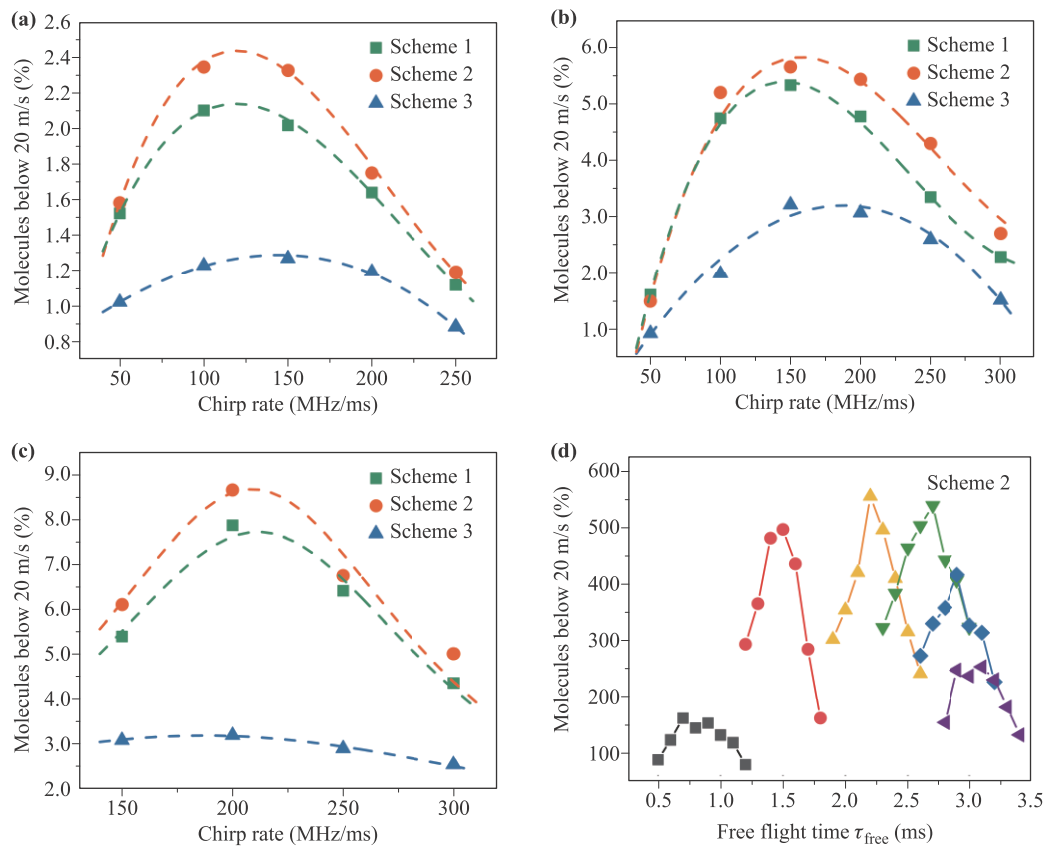 (a)
2.6
2.4
2.2
2.0
1.8
1.6
1.4
1.2
1.0
0.8
Molecules below 20 m/s (%)
Scheme 1
Scheme 2
Scheme 3
50 100 150 200 250
Chirp rate (MHz/ms)
(b)
6.0
5.0
4.0
3.0
2.0
1.0
Molecules below 20 m/s (%)
Scheme 1
Scheme 2
Scheme 3
50 100 150 200 250 300
Chirp rate (MHz/ms)
(c)
9.0
8.0
7.0
6.0
5.0
4.0
3.0
2.0
Molecules below 20 m/s (%)
Scheme 1
Scheme 2
Scheme 3
150 200 250 300
Chirp rate (MHz/ms)
(d)
600
500
400
300
200
100
Molecules below 20 m/s (%)
Scheme 2
0.5 1.0 1.5 2.0 2.5 3.0 3.5
Free flight time τfree (ms)